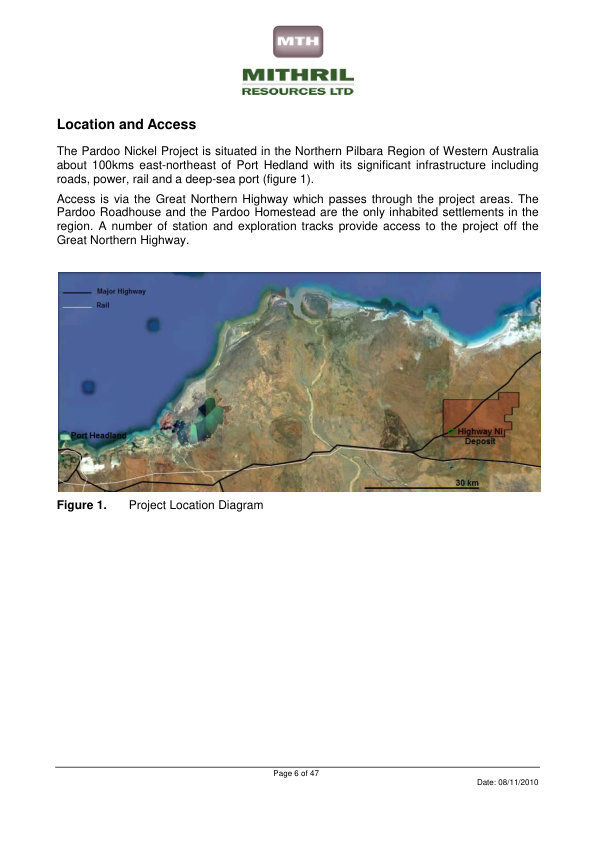 MTH
MITHRIL
RESOURCES LTD
Location and Access
The Pardoo Nickel Project is situated in the Northern Pilbara Region of Western Australia
about 100kms east-northeast of Port Hedland with its significant infrastructure including
roads, power, rail and a deep-sea port (figure 1).
Access is via the Great Northern Highway which passes through the project areas. The
Pardoo Roadhouse and the Pardoo Homestead are the only inhabited settlements in the
region. A number of station and exploration tracks provide access to the project off the
Great Northern Highway.
Major Highway
Rail
Port Headland
Highway Ni
Deposit
30 km
Figure 1. Project Location Diagram
Page 6 of 47
Date: 08/11/2010